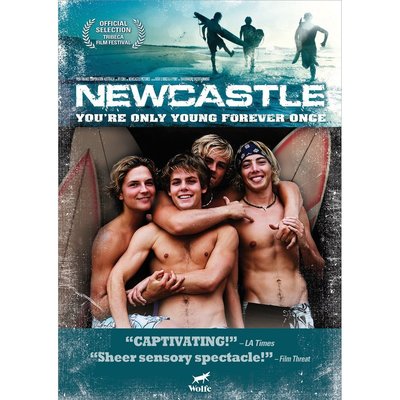 OFFICIAL
SELECTION
TRIBECA
FILM FESTIVAL
NEWCASTLE
YOU'RE ONLY YOUNG FOREVER ONCE
“CAPTIVATING!” – LA Times
“Sheer sensory spectacle!” – Film Threat
Wolfe